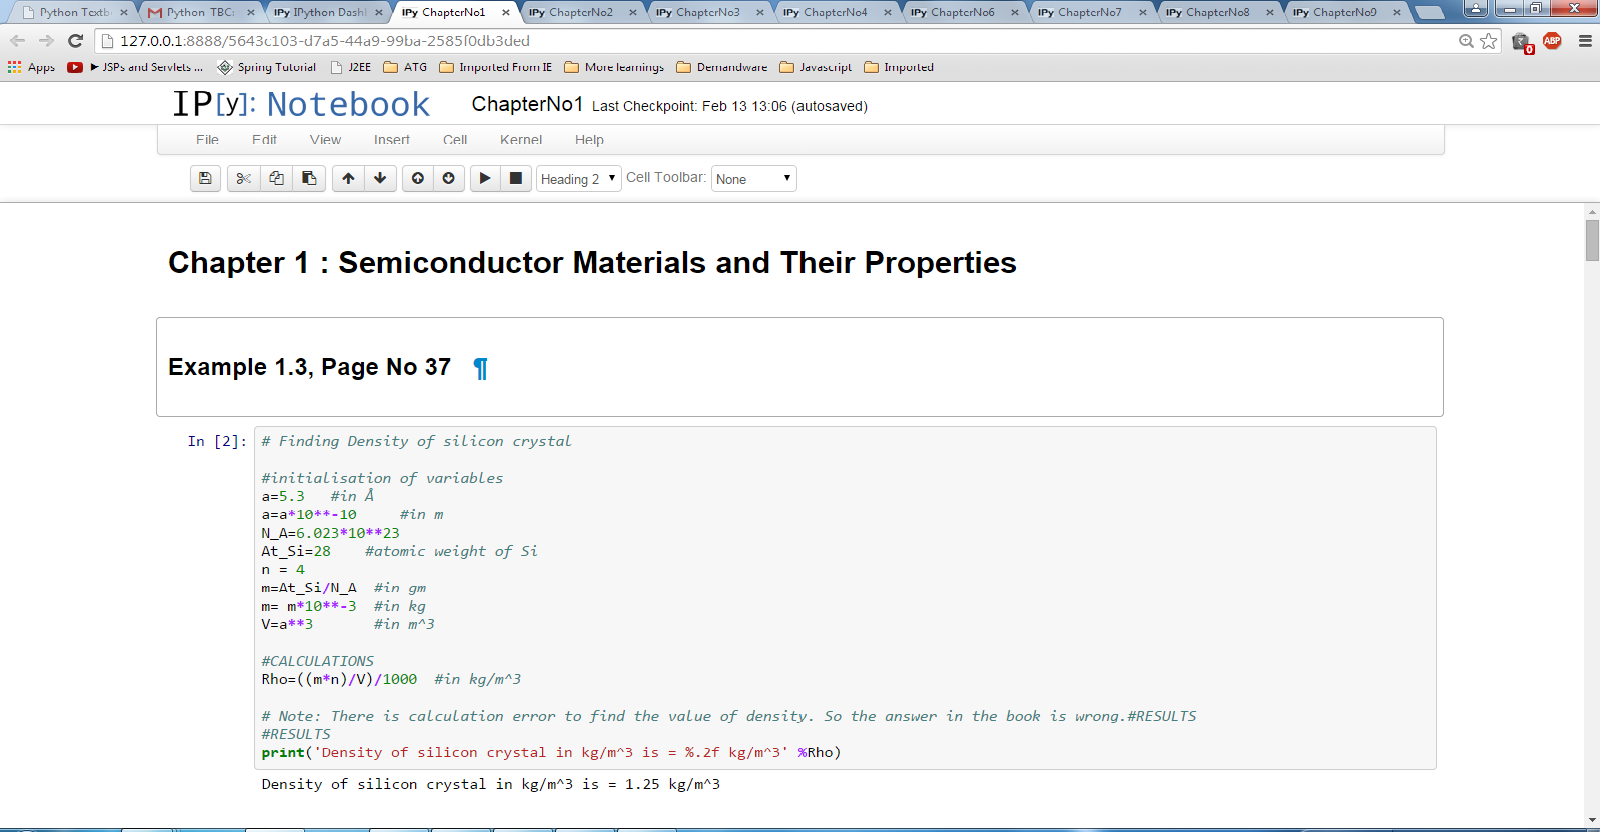 Python Textb
Python TBC:
IPy IPython Dash
IPy ChapterNo1
IPy ChapterNo2
IPy ChapterNo3
IPy ChapterNo4
IPy ChapterNo6
IPy ChapterNo7
IPy ChapterNo8
IPy ChapterNo9
127.0.0.1:8888/5643c103-d7a5-44a9-99ba-2585f0db3ded
0
ABP
Apps
►JSPs and Servlets ...
Spring Tutorial
J2EE
ATG
Imported From IE
More learnings
Demandware
Javascript
Imported
IP[y]: Notebook
ChapterNo1 Last Checkpoint: Feb 13 13:06 (autosaved)
File Edit View Insert Cell Kernel Help
Heading 2 Cell Toolbar: None
Chapter 1 : Semiconductor Materials and Their Properties
Example 1.3, Page No 37 ¶
In [2]: # Finding Density of silicon crystal
#initialisation of variables
a=5.3 #in Å
a=a*10**-10 #in m
N_A=6.023*10**23
At_Si=28 #atomic weight of Si
n = 4
m=At_Si/N_A #in gm
m= m*10**-3 #in kg
V=a**3 #in m^3
#CALCULATIONS
Rho=((m*n)/V)/1000 #in kg/m^3
# Note: There is calculation error to find the value of density. So the answer in the book is wrong.#RESULTS
#RESULTS
print('Density of silicon crystal in kg/m^3 is = %.2f kg/m^3' %Rho)
Density of silicon crystal in kg/m^3 is = 1.25 kg/m^3